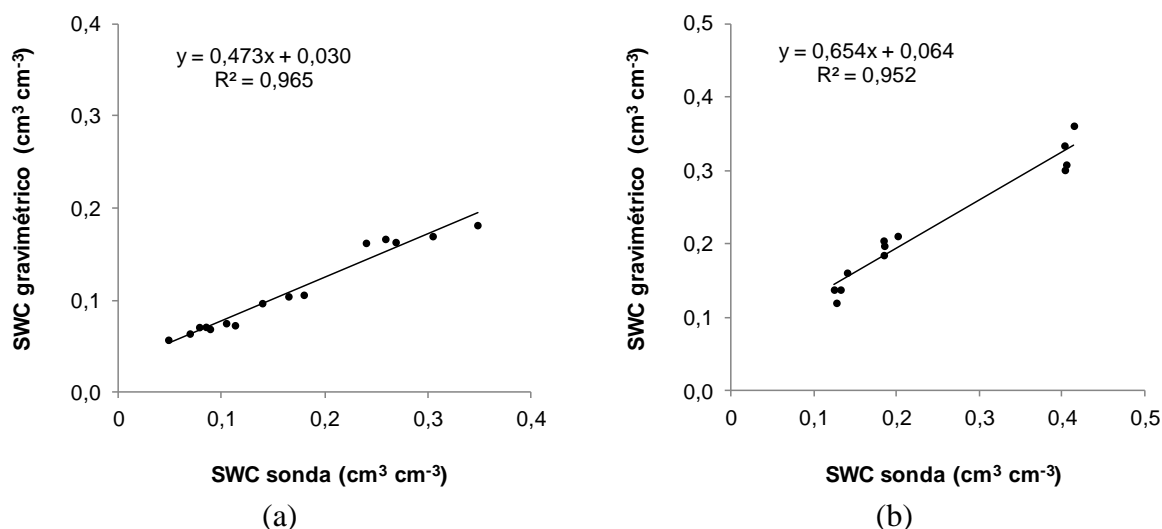 0,4
0,3
0,2
0,1
0,0
SWC gravimétrico (cm³ cm⁻³)
y = 0,473x + 0,030
R² = 0,965
0 0,1 0,2 0,3 0,4
SWC sonda (cm³ cm⁻³)
(a)
0,5
0,4
0,3
0,2
0,1
0,0
SWC gravimétrico (cm³ cm⁻³)
y = 0,654x + 0,064
R² = 0,952
0 0,1 0,2 0,3 0,4 0,5
SWC sonda (cm³ cm⁻³)
(b)